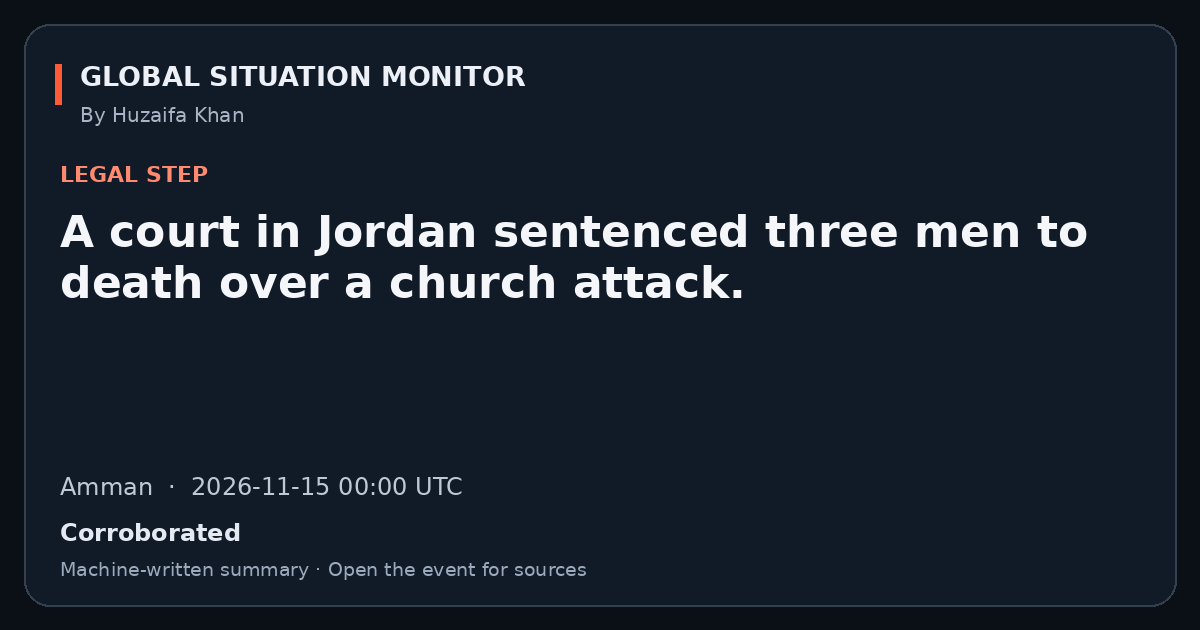 GLOBAL SITUATION MONITOR
By Huzaifa Khan
LEGAL STEP
A court in Jordan sentenced three men to
death over a church attack.
Amman · 2026-11-15 00:00 UTC
Corroborated
Machine-written summary · Open the event for sources